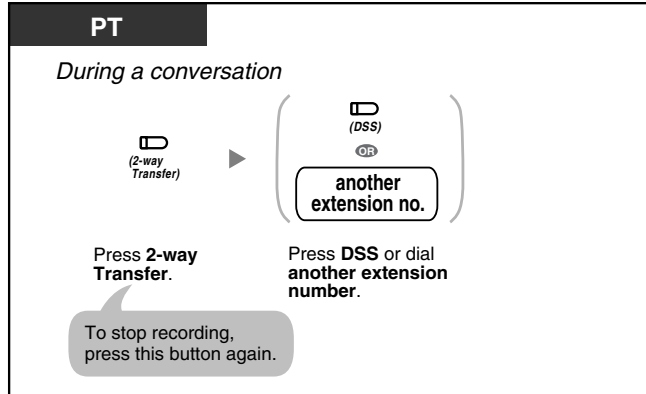 PT
During a conversation
(2-way
Transfer)
(DSS)
OR
another
extension no.
Press 2-way
Transfer.
Press DSS or dial
another extension
number.
To stop recording,
press this button again.